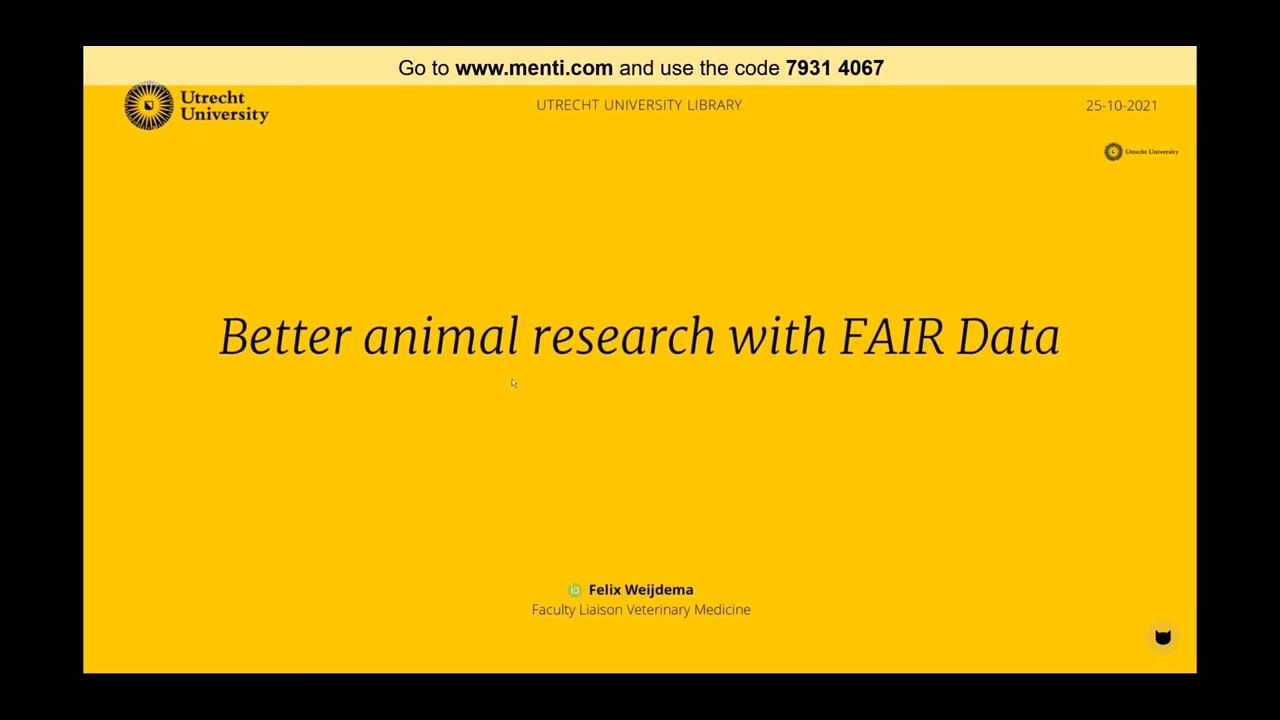 Go to www.menti.com and use the code 7931 4067
Utrecht
University
UTRECHT UNIVERSITY LIBRARY
25-10-2021
Utrecht University
Better animal research with FAIR Data
iD
Felix Weijdema
Faculty Liaison Veterinary Medicine